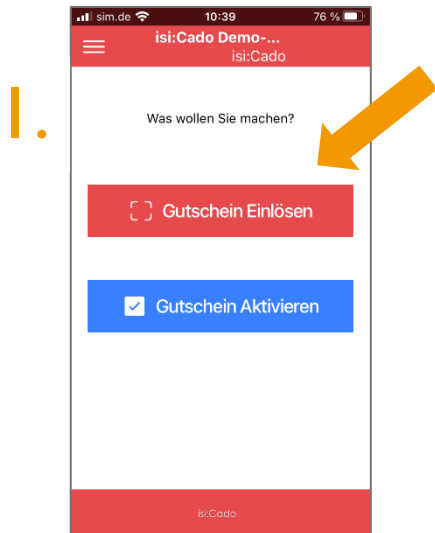 sim.de 10:39 76 %
isi:Cado Demo-...
isi:Cado
1.
Was wollen Sie machen?
Gutschein Einlösen
Gutschein Aktivieren
isi:Cado